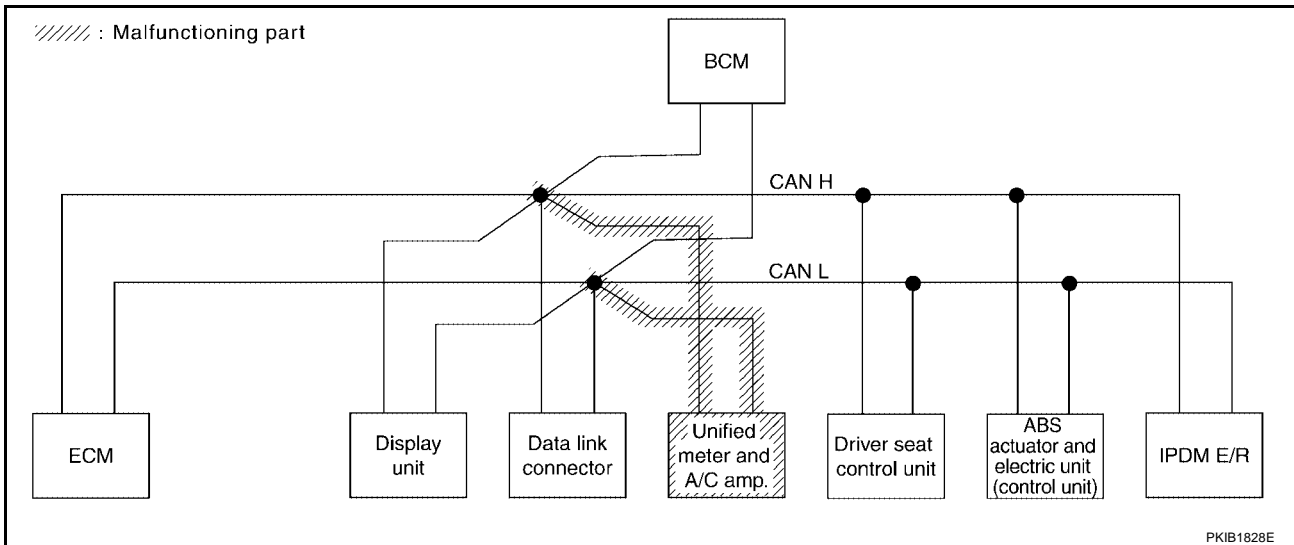 : Malfunctioning part
BCM
CAN H
CAN L
ECM
Display
unit
Data link
connector
Unified
meter and
A/C amp.
Driver seat
control unit
ABS
actuator and
electric unit
(control unit)
IPDM E/R
PKIB1828E